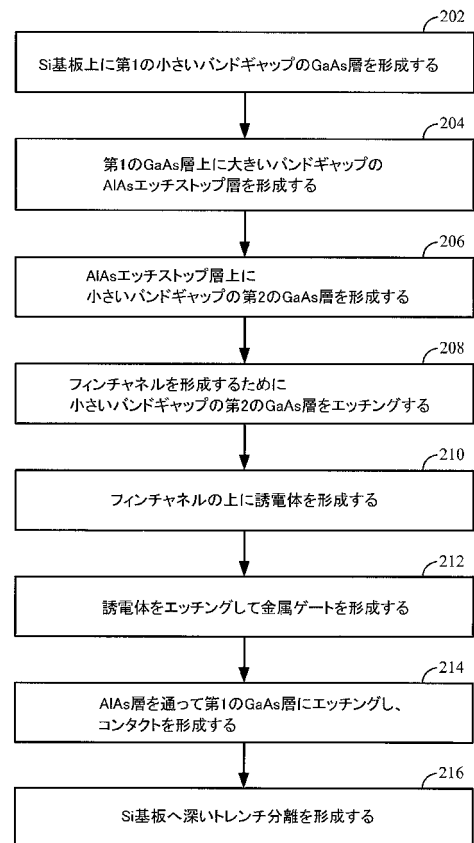 202
Si基板上に第1の小さいバンドギャップのGaAs層を形成する
204
第1のGaAs層上に大きいバンドギャップの
AlAsエッチストップ層を形成する
206
AlAsエッチストップ層上に
小さいバンドギャップの第2のGaAs層を形成する
208
フィンチャネルを形成するために
小さいバンドギャップの第2のGaAs層をエッチングする
210
フィンチャネルの上に誘電体を形成する
212
誘電体をエッチングして金属ゲートを形成する
214
AlAs層を通って第1のGaAs層にエッチングし、
コンタクトを形成する
216
Si基板へ深いトレンチ分離を形成する